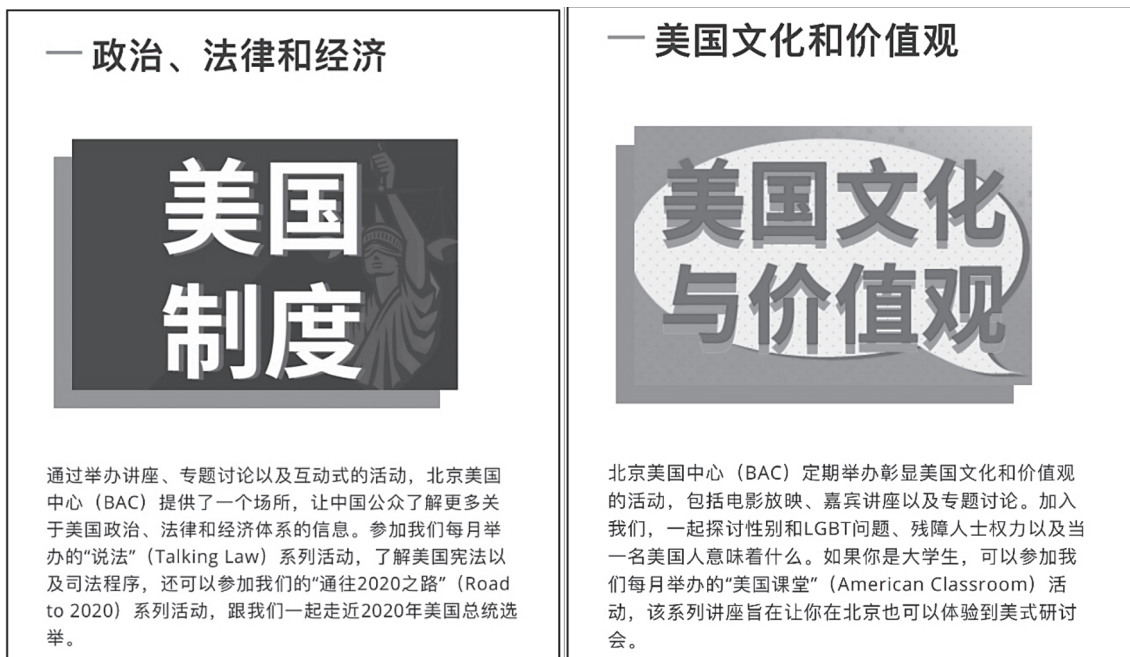 政治、法律和经济
美国
制度
通过举办讲座、专题讨论以及互动式的活动，北京美国
中心（BAC）提供了一个场所，让中国公众了解更多关
于美国政治、法律和经济体系的信息。参加我们每月举
办的“说法”（Talking Law）系列活动，了解美国宪法以
及司法程序，还可以参加我们的“通往2020之路”（Road
to 2020）系列活动，跟我们一起走近2020年美国总统选
举。
美国文化和价值观
美国文化
与价值观
北京美国中心（BAC）定期举办彰显美国文化和价值观
的活动，包括电影放映、嘉宾讲座以及专题讨论。加入
我们，一起探讨性别和LGBT问题、残障人士权力以及当
一名美国人意味着什么。如果你是大学生，可以参加我
们每月举办的“美国课堂”（American Classroom）活
动，该系列讲座旨在让你在北京也可以体验到美式研讨
会。